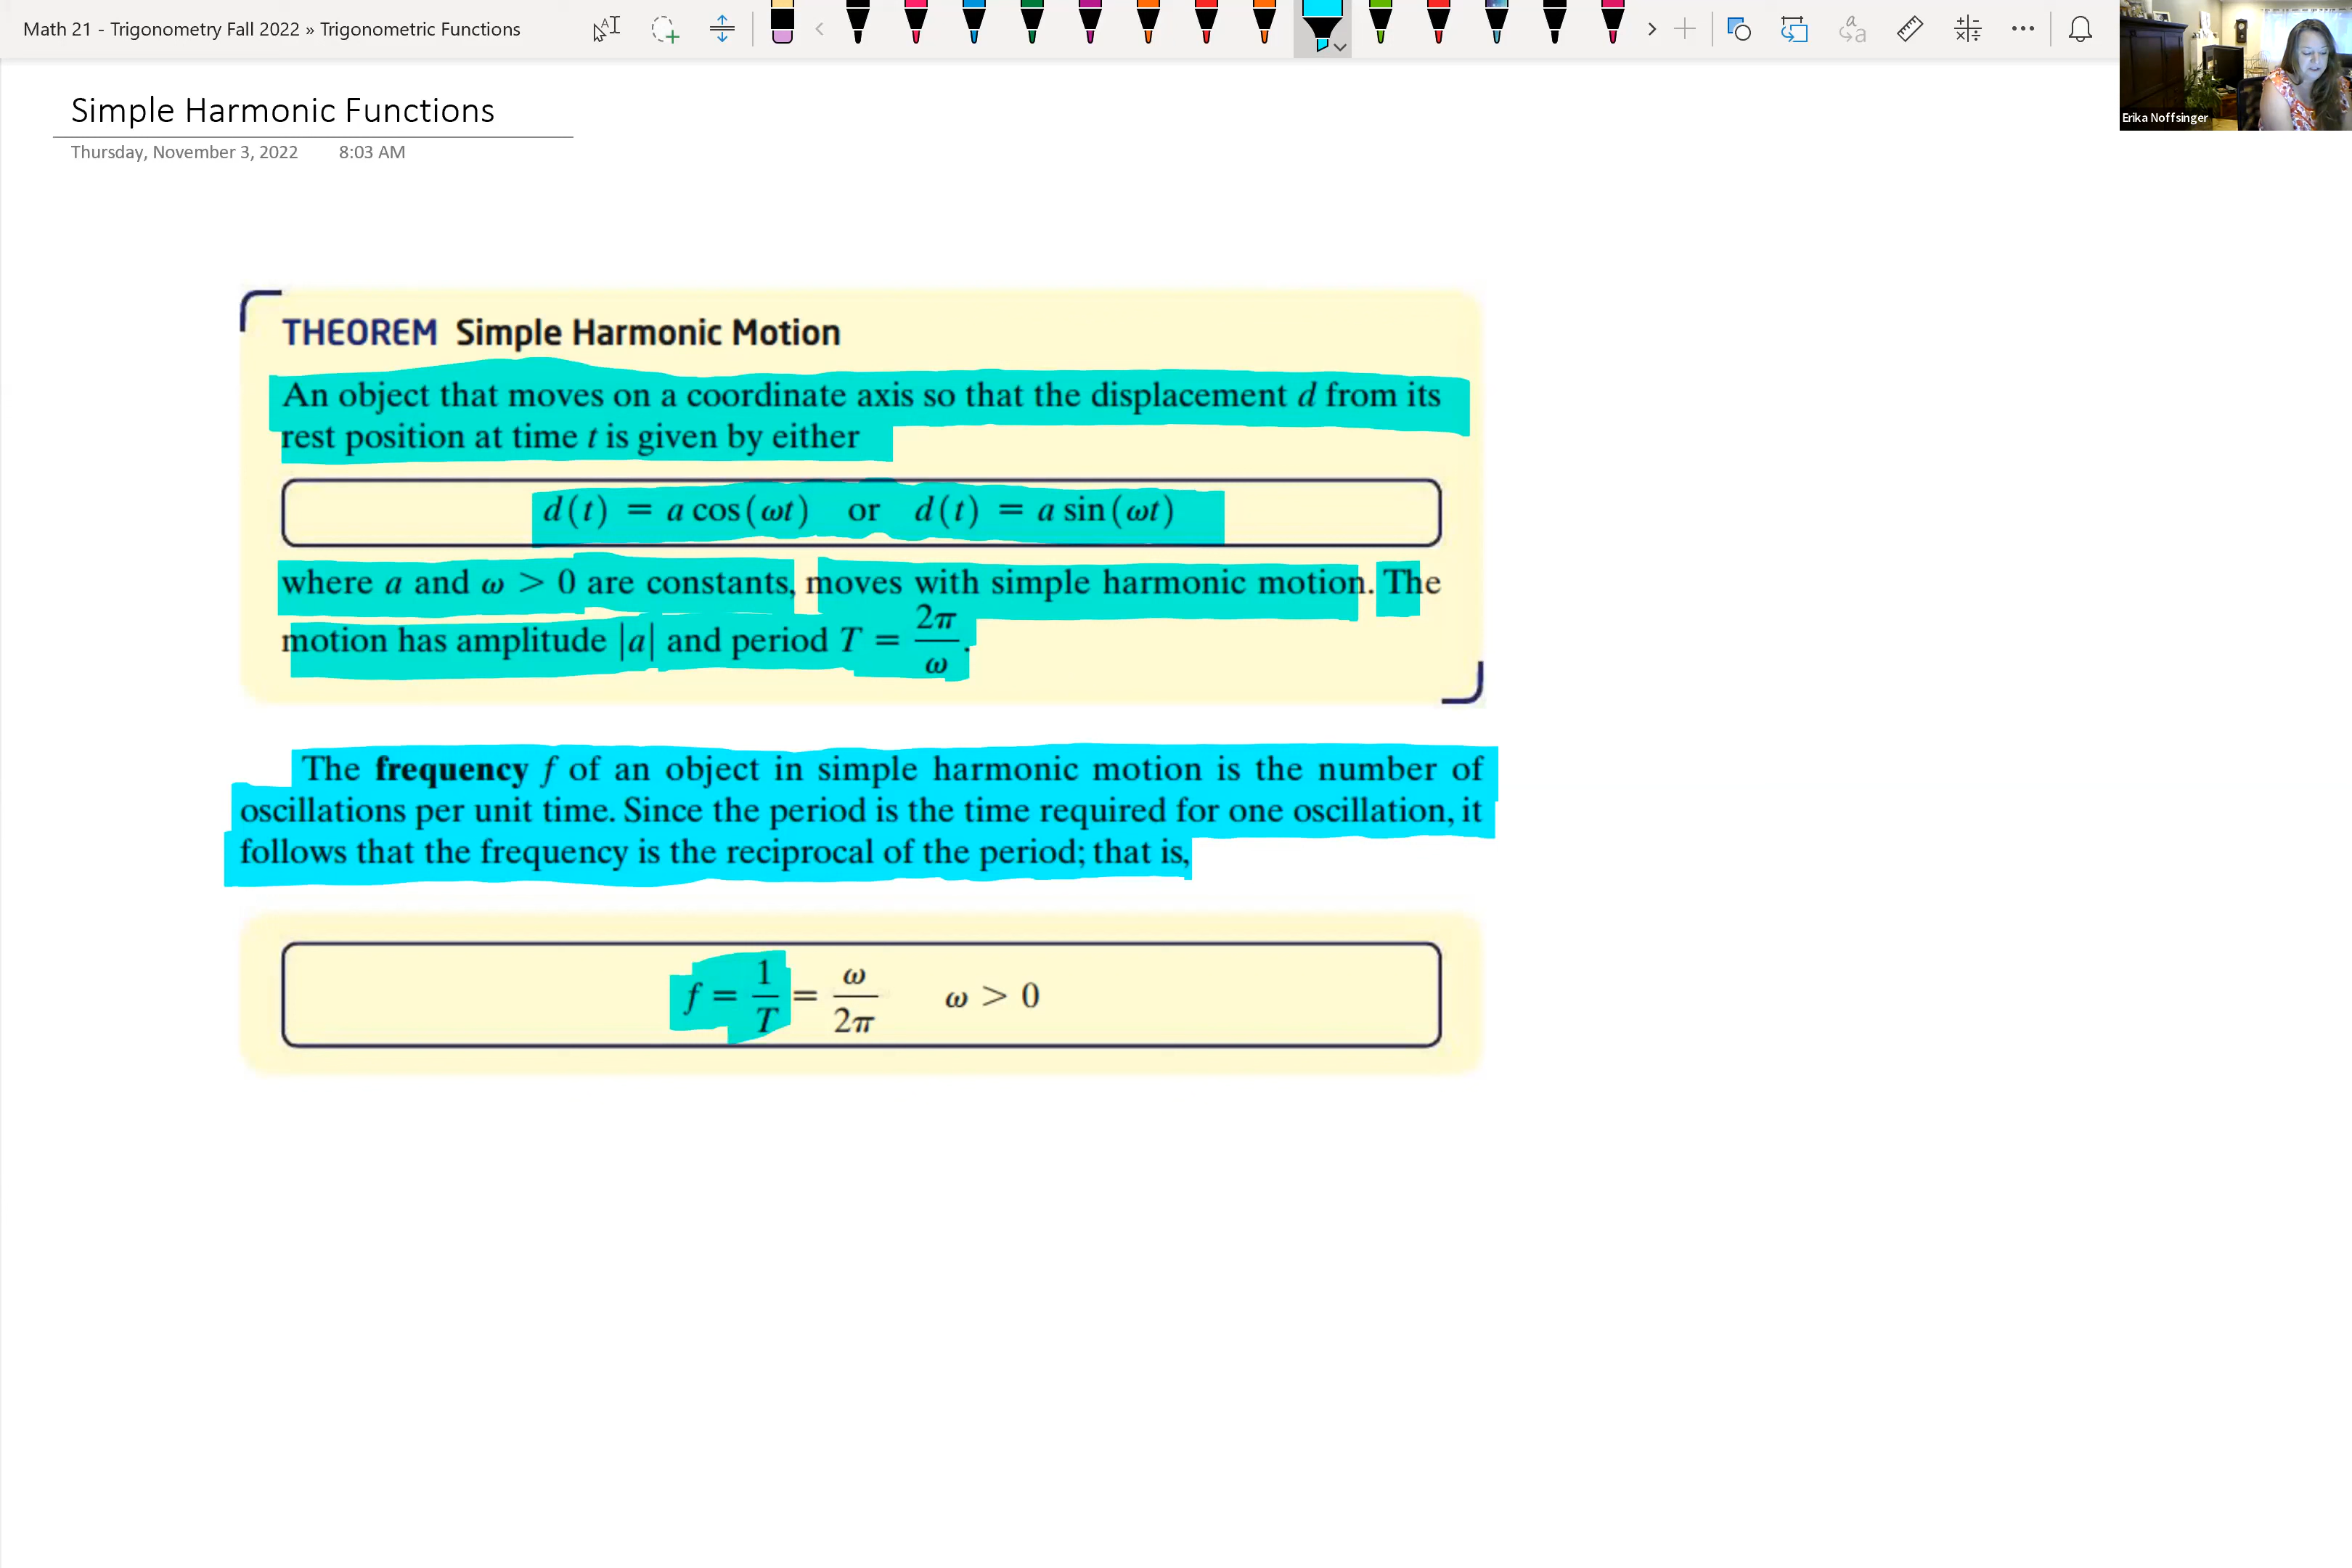 Math 21 - Trigonometry Fall 2022 » Trigonometric Functions
Erika Noffsinger
Simple Harmonic Functions
Thursday, November 3, 2022 8:03 AM
THEOREM Simple Harmonic Motion
An object that moves on a coordinate axis so that the displacement d from its
rest position at time t is given by either
d(t) = a cos(ωt) or d(t) = a sin(ωt)
where a and ω > 0 are constants, moves with simple harmonic motion. The
motion has amplitude |a| and period T = 2π/ω.
The frequency f of an object in simple harmonic motion is the number of
oscillations per unit time. Since the period is the time required for one oscillation, it
follows that the frequency is the reciprocal of the period; that is,
f = 1/T = ω/2π ω > 0